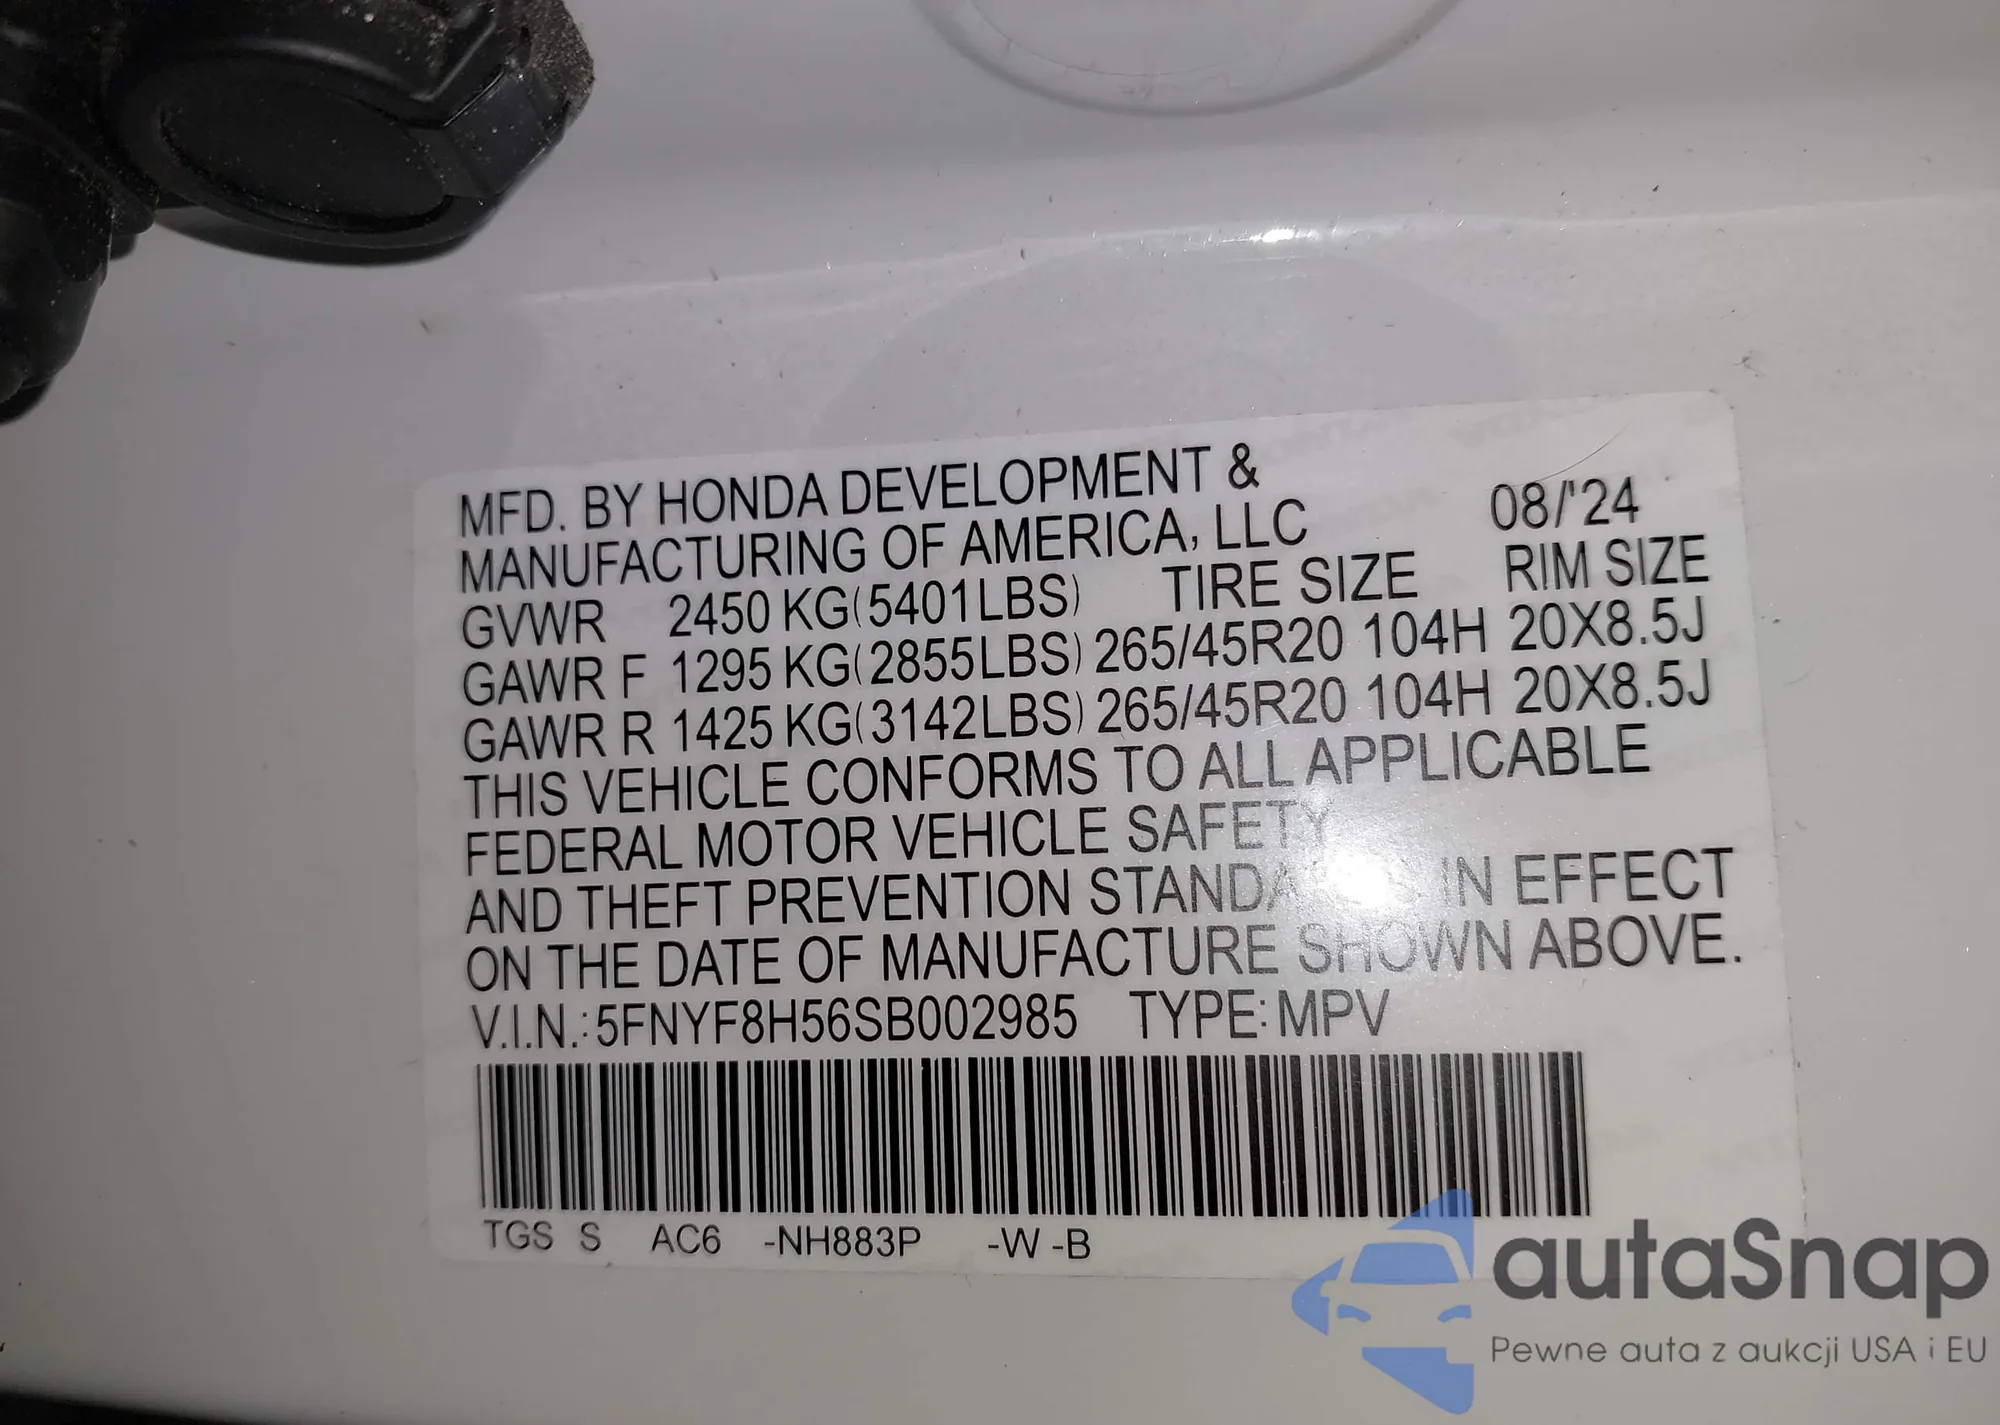 MFD. BY HONDA DEVELOPMENT &
MANUFACTURING OF AMERICA, LLC 08/'24
GVWR 2450 KG(5401LBS) TIRE SIZE RIM SIZE
GAWR F 1295 KG(2855LBS) 265/45R20 104H 20X8.5J
GAWR R 1425 KG(3142LBS) 265/45R20 104H 20X8.5J
THIS VEHICLE CONFORMS TO ALL APPLICABLE
FEDERAL MOTOR VEHICLE SAFETY
AND THEFT PREVENTION STANDARDS IN EFFECT
ON THE DATE OF MANUFACTURE SHOWN ABOVE.
V.I.N.:5FNYF8H56SB002985 TYPE:MPV
TGS S AC6 -NH883P -W -B
autaSnap
Pewne auta z aukcji USA i EU